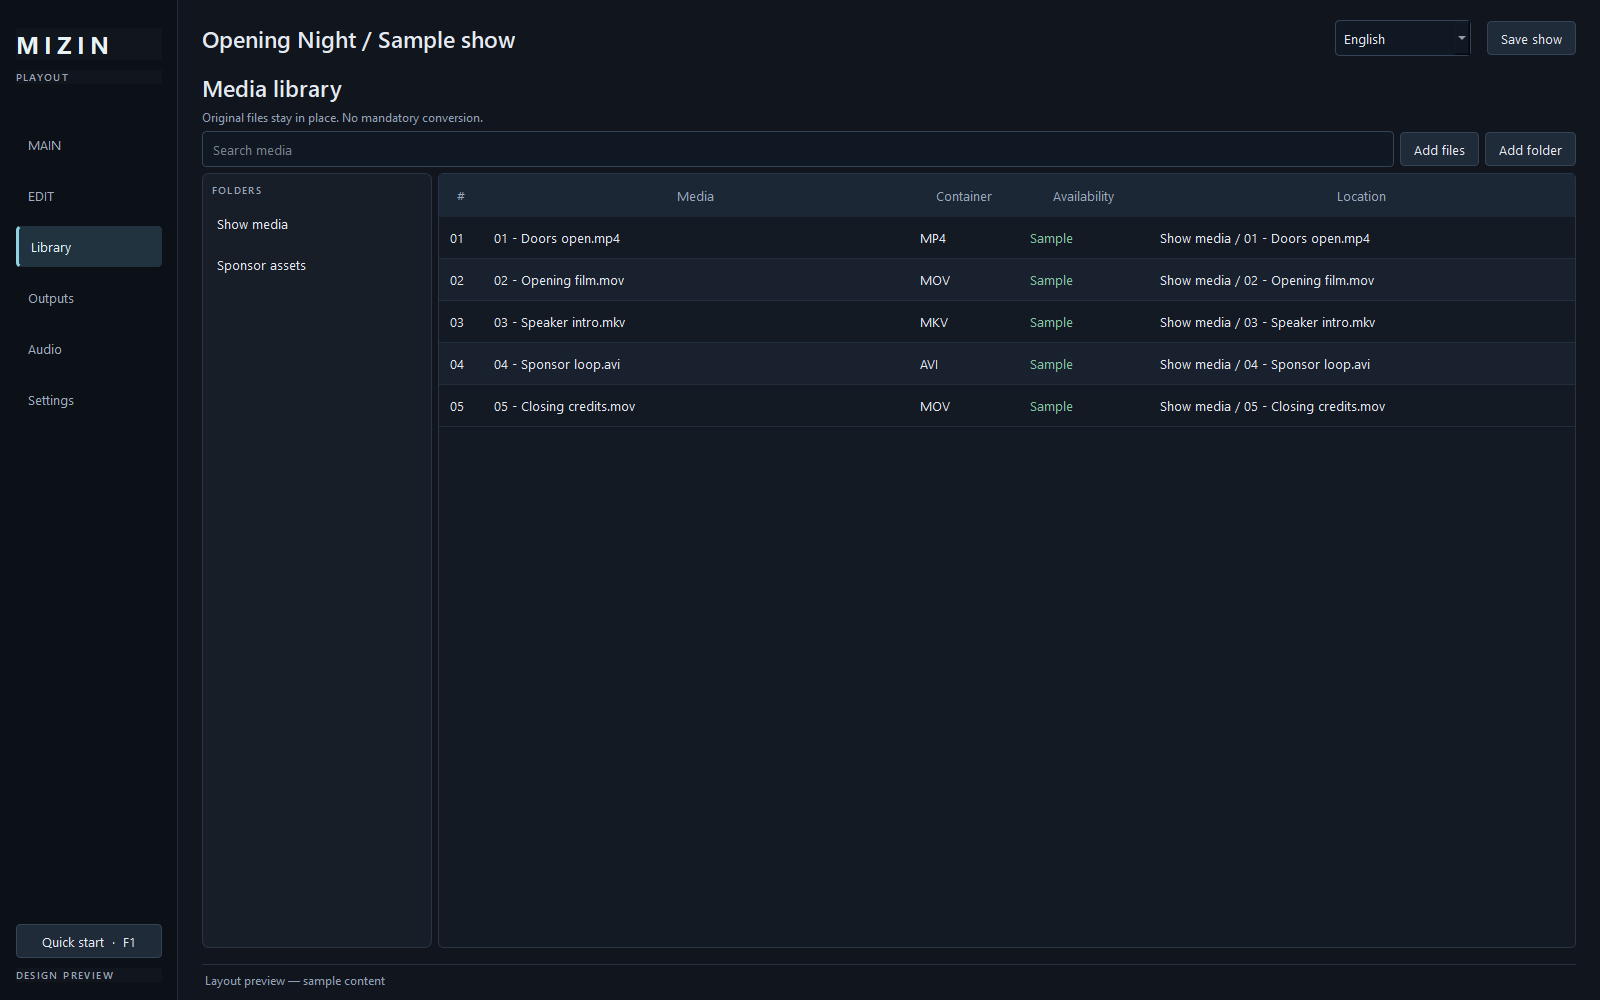 MIZIN
PLAYOUT
MAIN
EDIT
Library
Outputs
Audio
Settings
Quick start · F1
DESIGN PREVIEW
Opening Night / Sample show
English
Save show
Media library
Original files stay in place. No mandatory conversion.
Search media
Add files
Add folder
FOLDERS
Show media
Sponsor assets
# Media Container Availability Location
01 01 - Doors open.mp4 MP4 Sample Show media / 01 - Doors open.mp4
02 02 - Opening film.mov MOV Sample Show media / 02 - Opening film.mov
03 03 - Speaker intro.mkv MKV Sample Show media / 03 - Speaker intro.mkv
04 04 - Sponsor loop.avi AVI Sample Show media / 04 - Sponsor loop.avi
05 05 - Closing credits.mov MOV Sample Show media / 05 - Closing credits.mov
Layout preview — sample content